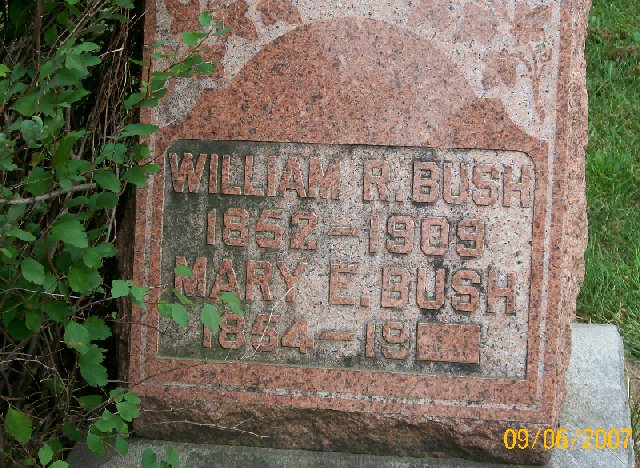 WILLIAM R. BUSH
1852-1909
MARY E. BUSH
1854-19
09/06/2007